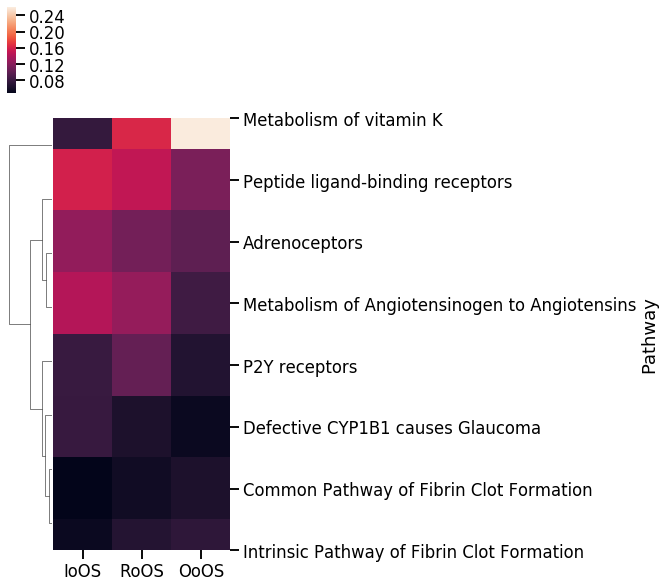 0.24
0.20
0.16
0.12
0.08
Metabolism of vitamin K
Peptide ligand-binding receptors
Adrenoceptors
Metabolism of Angiotensinogen to Angiotensins
P2Y receptors
Defective CYP1B1 causes Glaucoma
Common Pathway of Fibrin Clot Formation
Intrinsic Pathway of Fibrin Clot Formation
Pathway
IoOS RoOS OoOS